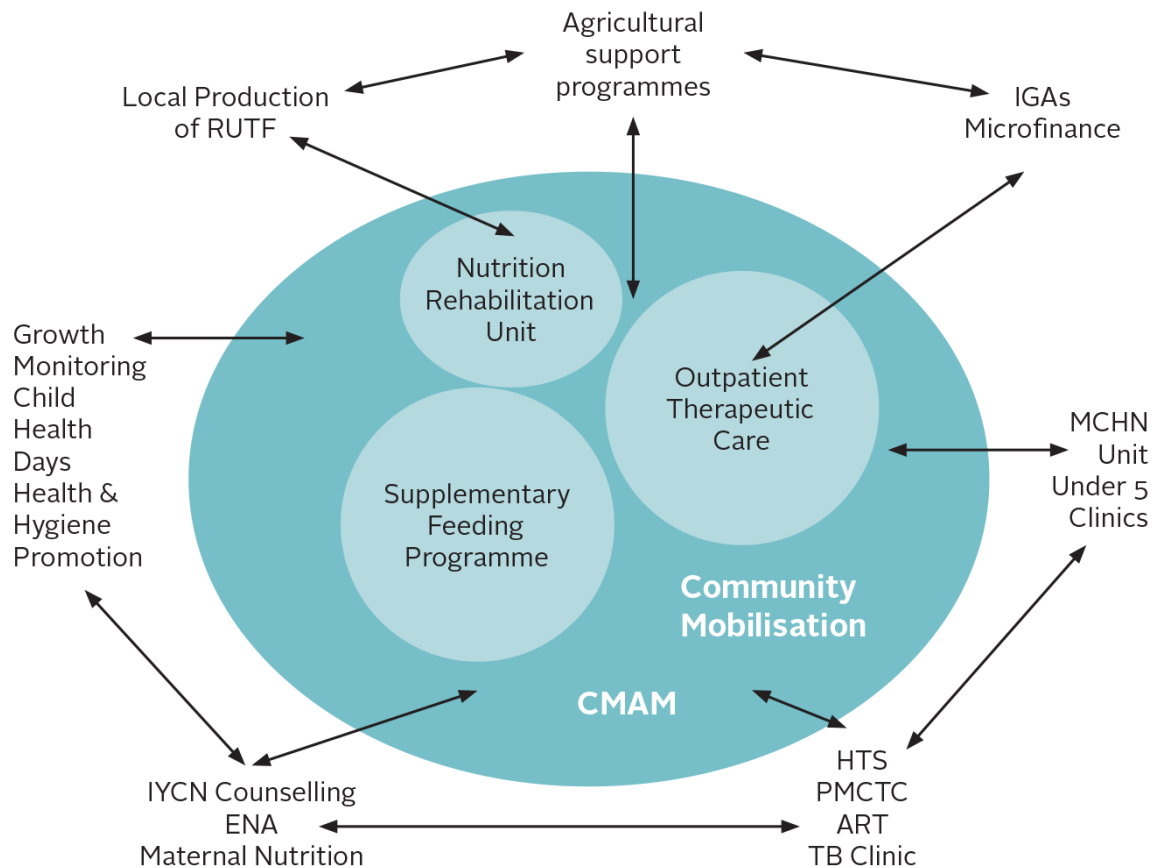 Agricultural
support
programmes
Local Production
of RUTF
IGAs
Microfinance
Nutrition
Rehabilitation
Unit
Growth
Monitoring
Child
Health
Days
Health &
Hygiene
Promotion
Outpatient
Therapeutic
Care
MCHN
Unit
Under 5
Clinics
Supplementary
Feeding
Programme
Community
Mobilisation
CMAM
IYCN Counselling
ENA
Maternal Nutrition
HTS
PMCTC
ART
TB Clinic